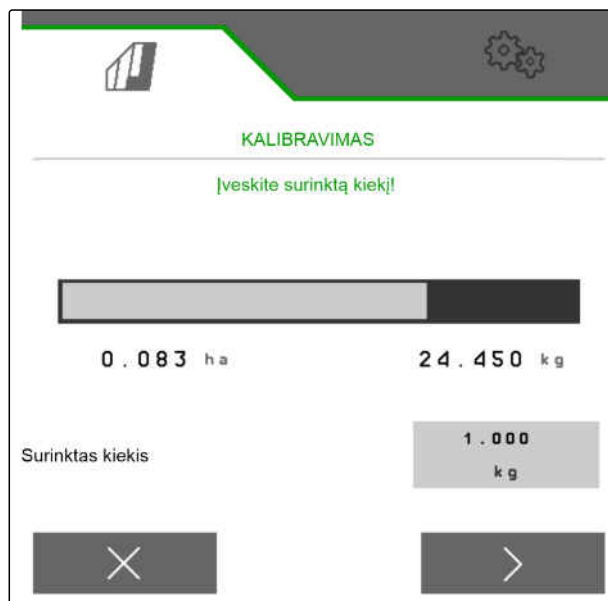 KALIBRAVIMAS
Įveskite surinktą kiekį!
0.083 ha
24.450 kg
Surinktas kiekis
1.000
kg